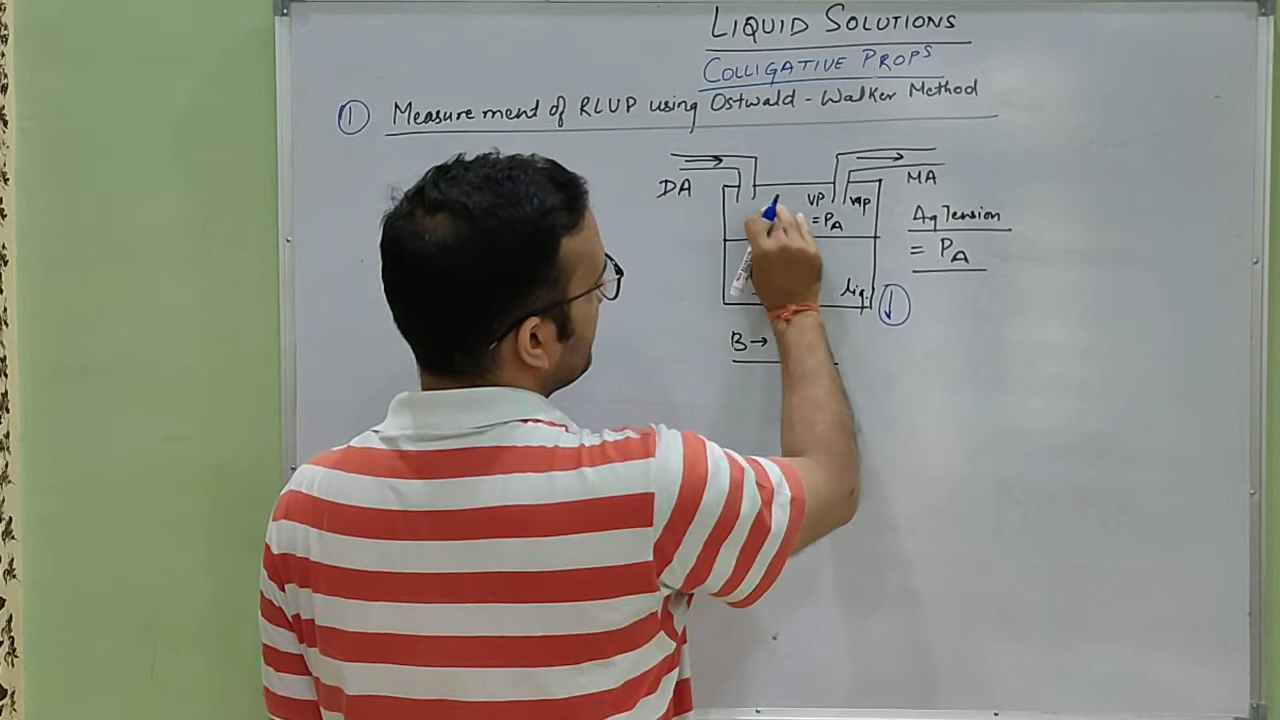 LIQUID SOLUTIONS
COLLIGATIVE PROPS
① Measurement of RLVP using Ostwald-Walker Method
DA
MA
VP vap
= PA
Aq Tension
= PA
liq.
B →